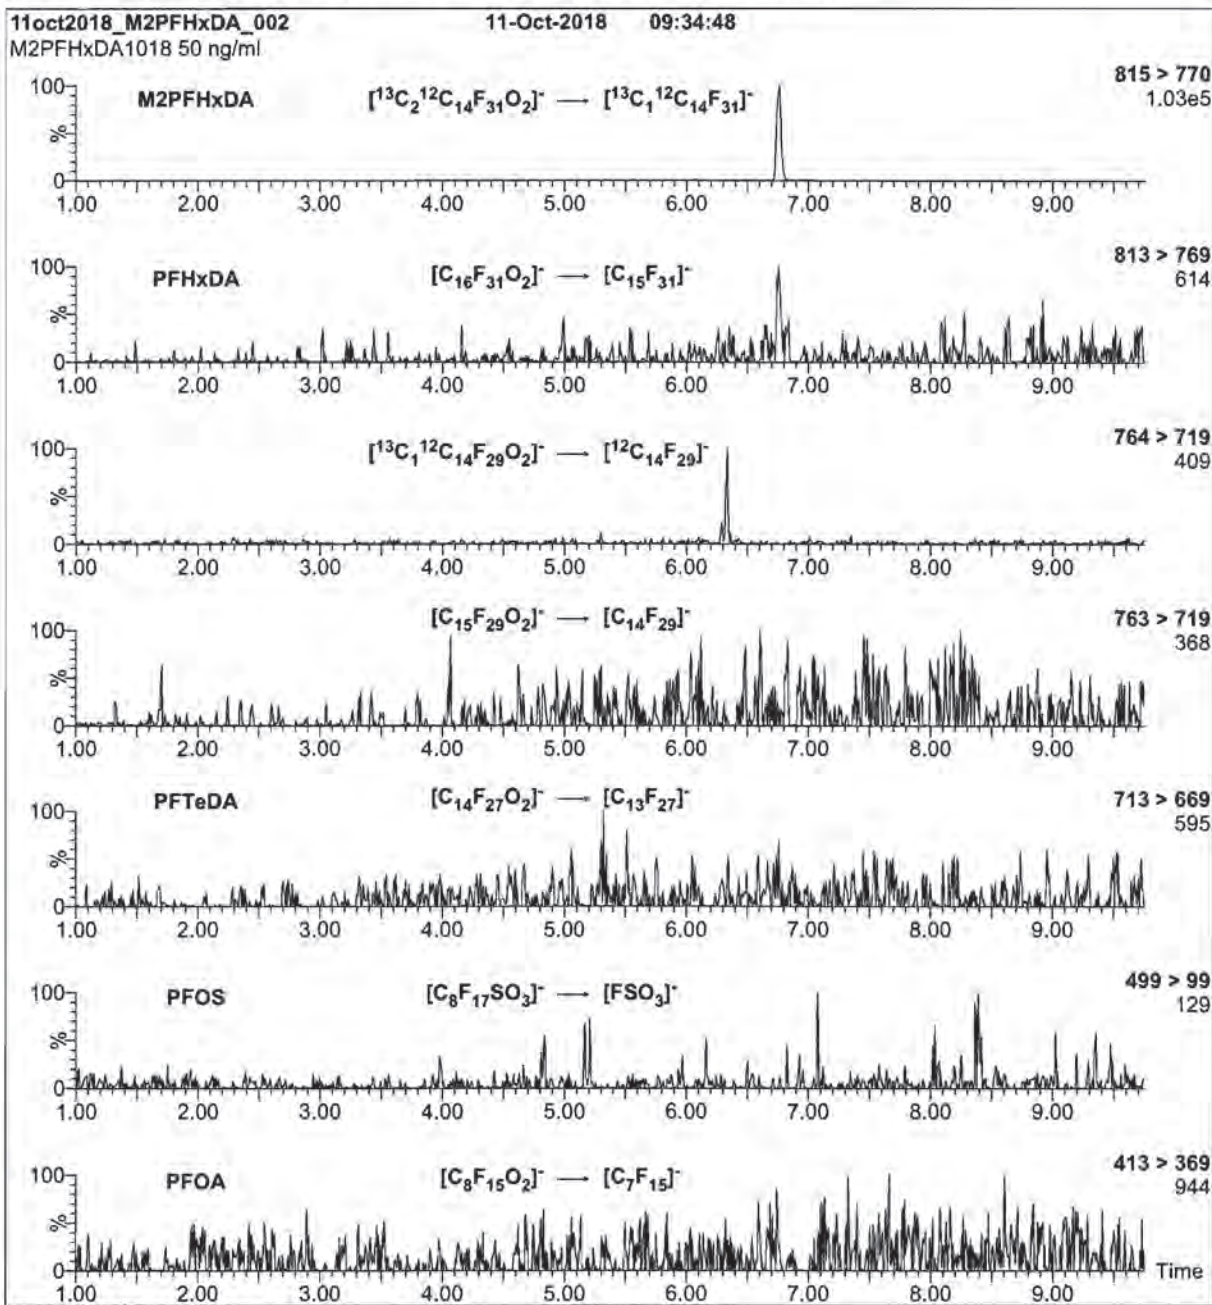 11oct2018_M2PFHxDA_002 11-Oct-2018 09:34:48
M2PFHxDA1018 50 ng/ml
815 > 770
1.03e5
M2PFHxDA [¹³C₂¹²C₁₄F₃₁O₂]⁻ → [¹³C₁¹²C₁₄F₃₁]⁻
100
%
0
1.00 2.00 3.00 4.00 5.00 6.00 7.00 8.00 9.00
813 > 769
614
PFHxDA [C₁₆F₃₁O₂]⁻ → [C₁₅F₃₁]⁻
100
%
0
1.00 2.00 3.00 4.00 5.00 6.00 7.00 8.00 9.00
764 > 719
409
[¹³C₁¹²C₁₄F₂₉O₂]⁻ → [¹²C₁₄F₂₉]⁻
100
%
0
1.00 2.00 3.00 4.00 5.00 6.00 7.00 8.00 9.00
763 > 719
368
[C₁₅F₂₉O₂]⁻ → [C₁₄F₂₉]⁻
100
%
0
1.00 2.00 3.00 4.00 5.00 6.00 7.00 8.00 9.00
713 > 669
595
PFTeDA [C₁₄F₂₇O₂]⁻ → [C₁₃F₂₇]⁻
100
%
0
1.00 2.00 3.00 4.00 5.00 6.00 7.00 8.00 9.00
499 > 99
129
PFOS [C₈F₁₇SO₃]⁻ → [FSO₃]⁻
100
%
0
1.00 2.00 3.00 4.00 5.00 6.00 7.00 8.00 9.00
413 > 369
944
PFOA [C₈F₁₅O₂]⁻ → [C₇F₁₅]⁻
100
%
0
Time
1.00 2.00 3.00 4.00 5.00 6.00 7.00 8.00 9.00